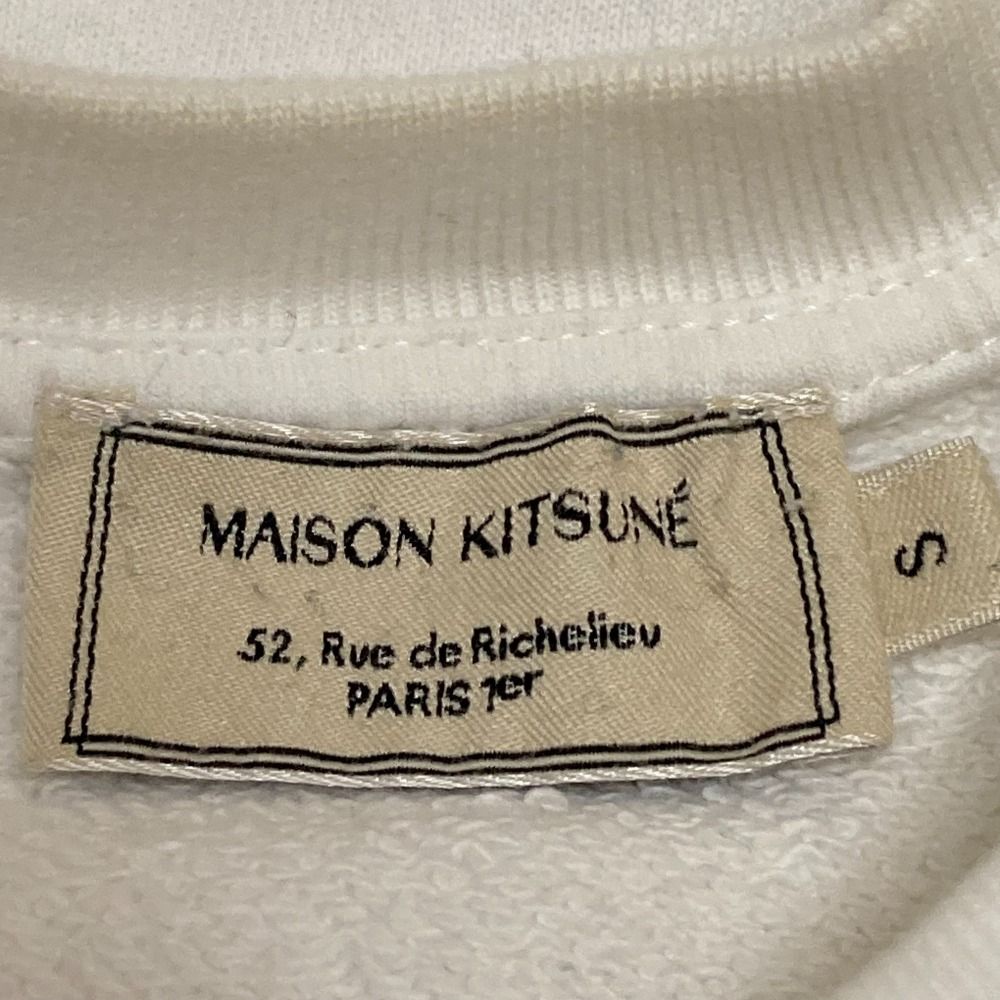 MAISON KITSUNÉ
52, Rue de Richelieu
PARIS 1er
S